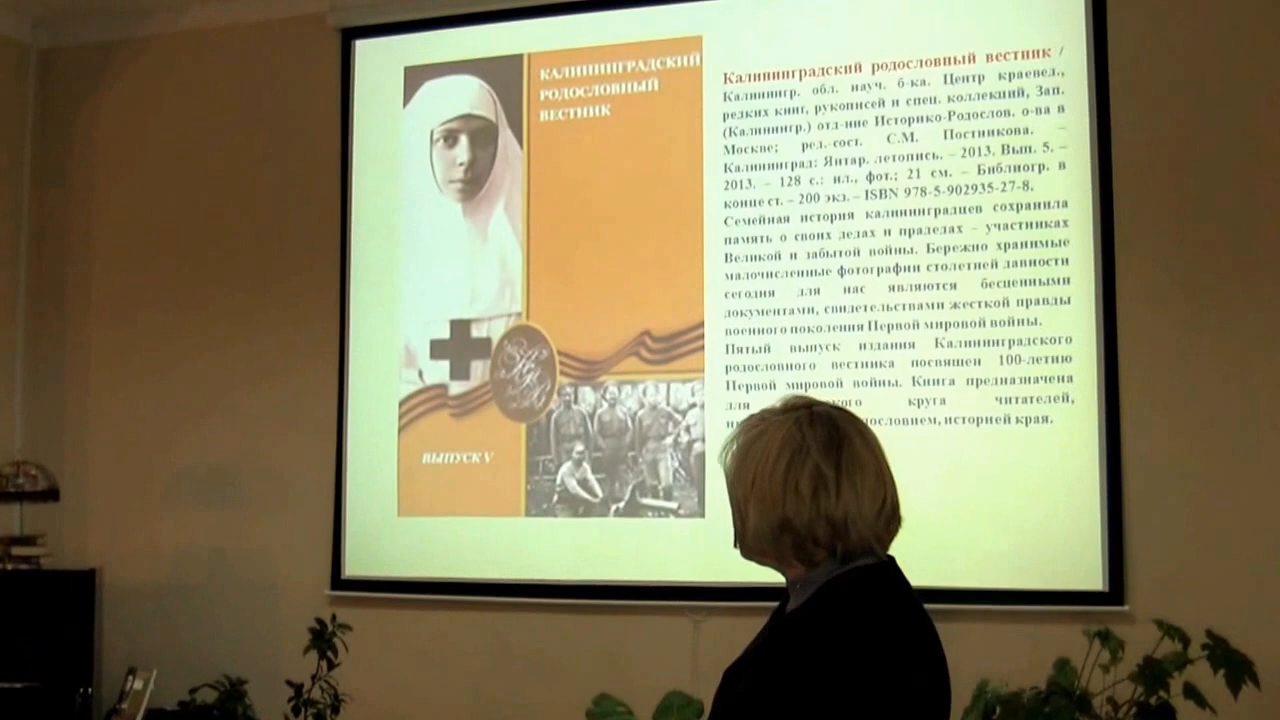 КАЛИНИНГРАДСКИЙ
РОДОСЛОВНЫЙ
ВЕСТНИК
ВЫПУСК V
Калининградский родословный вестник /
Калинингр. обл. науч. б-ка. Центр краевед.,
редких книг, рукописей и спец. коллекций, Зап.
(Калинингр.) отд-ние Историко-Родослов. о-ва в
Москве; ред.-сост. С.М. Постникова. –
Калининград: Янтар. летопись. – 2013. Вып. 5. –
2013. – 128 с.: ил., фот.; 21 см. – Библиогр. в
конце ст. – 200 экз. – ISBN 978-5-902935-27-8.
Семейная история калининградцев сохранила
память о своих дедах и прадедах – участниках
Великой и забытой войны. Бережно хранимые
малочисленные фотографии столетней давности
сегодня для нас являются бесценными
документами, свидетельствами жесткой правды
военного поколения Первой мировой войны.
Пятый выпуск издания Калининградского
родословного вестника посвящен 100-летию
Первой мировой войны. Книга предназначена
для круга читателей,
историей края.